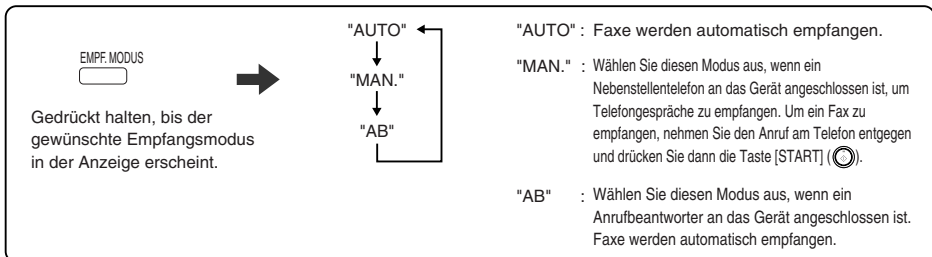 EMPF. MODUS
Gedrückt halten, bis der
gewünschte Empfangsmodus
in der Anzeige erscheint.
"AUTO"
"MAN."
"AB"
"AUTO" : Faxe werden automatisch empfangen.
"MAN." : Wählen Sie diesen Modus aus, wenn ein
Nebenstellentelefon an das Gerät angeschlossen ist, um
Telefongespräche zu empfangen. Um ein Fax zu
empfangen, nehmen Sie den Anruf am Telefon entgegen
und drücken Sie dann die Taste [START] ( ).
"AB" : Wählen Sie diesen Modus aus, wenn ein
Anrufbeantworter an das Gerät angeschlossen ist.
Faxe werden automatisch empfangen.